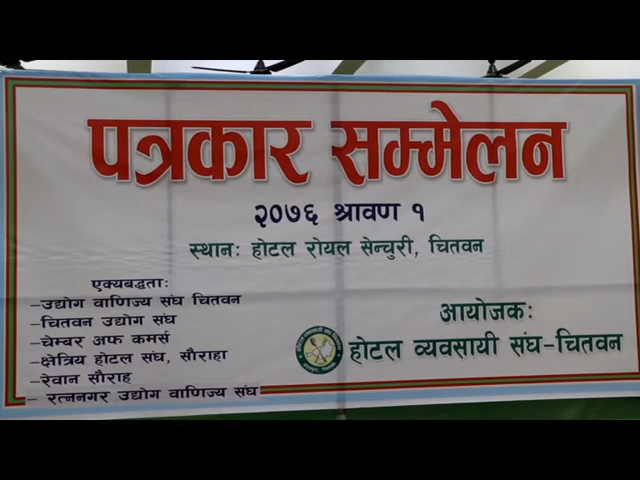 पत्रकार सम्मेलन
२०७६ श्रावण १
स्थानः होटल रोयल सेन्चुरी, चितवन
एक्यबद्धताः
-उद्योग वाणिज्य संघ चितवन
-चितवन उद्योग संघ
-चेम्बर अफ कमर्स
-क्षेत्रिय होटल संघ, सौराहा
-रेवान सौराह
- रत्ननगर उद्योग वाणिज्य संघ
आयोजकः
होटल व्यवसायी संघ-चितवन